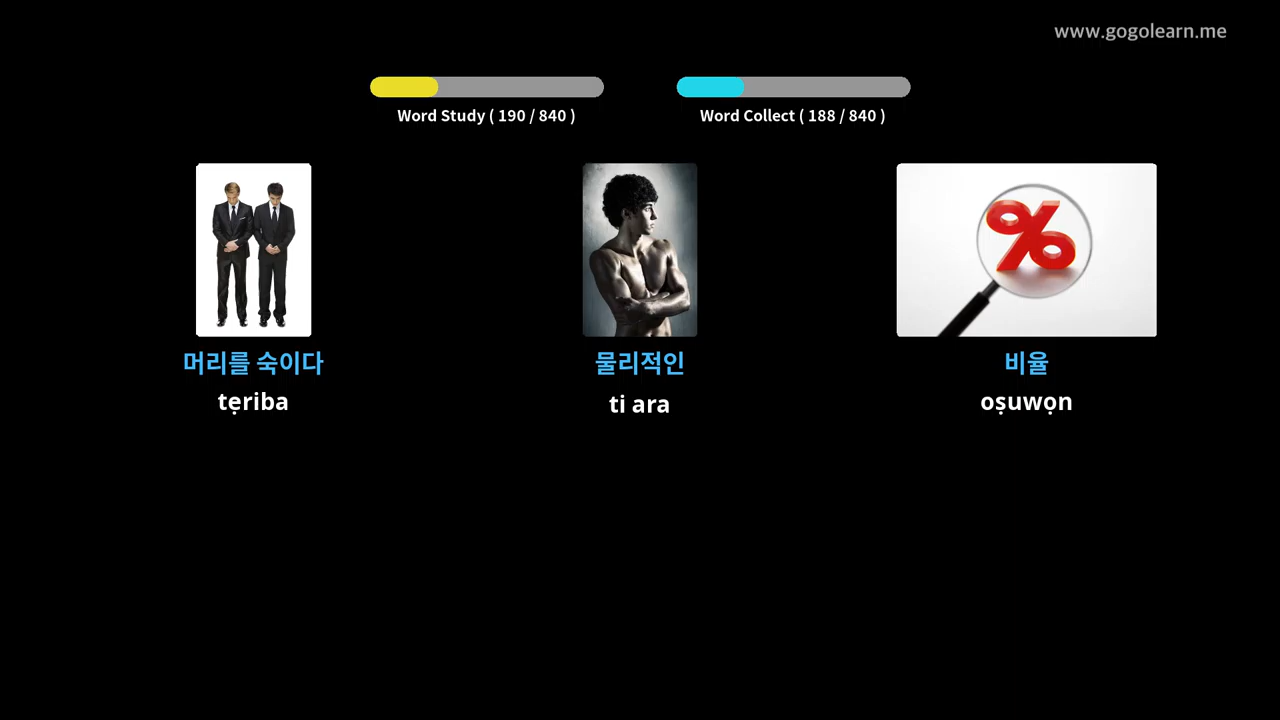 www.gogolearn.me
Word Study ( 190 / 840 )
Word Collect ( 188 / 840 )
%
머리를 숙이다
물리적인
비율
tẹriba
ti ara
oṣuwọn